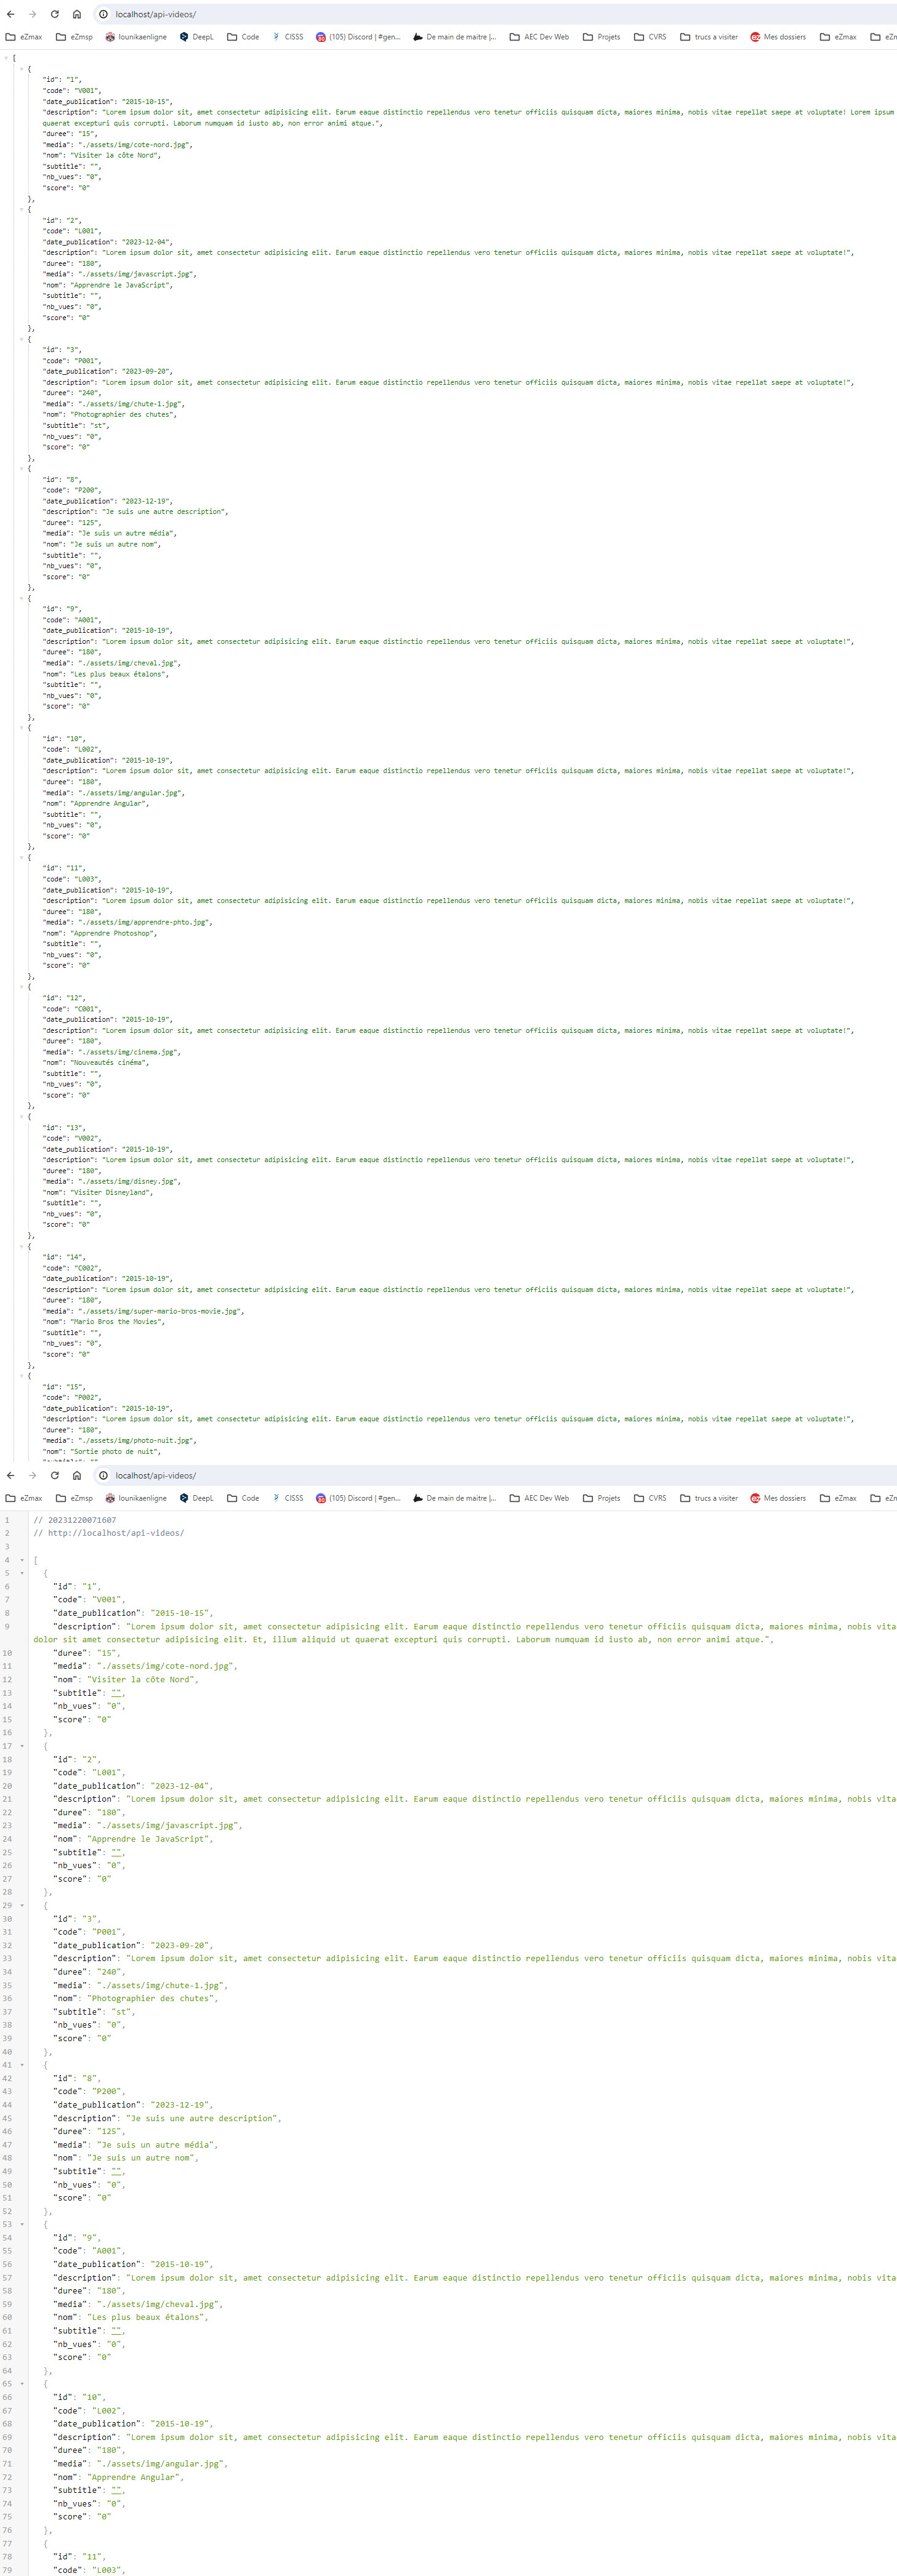 localhost/api-videos/
eZmax eZmsp lounikaenligne DeepL Code CISSS (105) Discord | #gen... De main de maitre |... AEC Dev Web Projets CVRS trucs a visiter Mes dossiers eZmax eZn
[
{
"id": "1",
"code": "V001",
"date_publication": "2015-10-15",
"description": "Lorem ipsum dolor sit, amet consectetur adipisicing elit. Earum eaque distinctio repellendus vero tenetur officiis quisquam dicta, maiores minima, nobis vitae repellat saepe at voluptate! Lorem ipsum
quaerat excepturi quis corrupti. Laborum numquam id iusto ab, non error animi atque.",
"duree": "15",
"media": "./assets/img/cote-nord.jpg",
"nom": "Visiter la côte Nord",
"subtitle": "",
"nb_vues": "0",
"score": "0"
},
{
"id": "2",
"code": "L001",
"date_publication": "2023-12-04",
"description": "Lorem ipsum dolor sit, amet consectetur adipisicing elit. Earum eaque distinctio repellendus vero tenetur officiis quisquam dicta, maiores minima, nobis vitae repellat saepe at voluptate!",
"duree": "180",
"media": "./assets/img/javascript.jpg",
"nom": "Apprendre le JavaScript",
"subtitle": "",
"nb_vues": "0",
"score": "0"
},
{
"id": "3",
"code": "P001",
"date_publication": "2023-09-20",
"description": "Lorem ipsum dolor sit, amet consectetur adipisicing elit. Earum eaque distinctio repellendus vero tenetur officiis quisquam dicta, maiores minima, nobis vitae repellat saepe at voluptate!",
"duree": "240",
"media": "./assets/img/chute-1.jpg",
"nom": "Photographier des chutes",
"subtitle": "st",
"nb_vues": "0",
"score": "0"
},
{
"id": "8",
"code": "P200",
"date_publication": "2023-12-19",
"description": "Je suis une autre description",
"duree": "125",
"media": "Je suis un autre média",
"nom": "Je suis un autre nom",
"subtitle": "",
"nb_vues": "0",
"score": "0"
},
{
"id": "9",
"code": "A001",
"date_publication": "2015-10-19",
"description": "Lorem ipsum dolor sit, amet consectetur adipisicing elit. Earum eaque distinctio repellendus vero tenetur officiis quisquam dicta, maiores minima, nobis vitae repellat saepe at voluptate!",
"duree": "180",
"media": "./assets/img/cheval.jpg",
"nom": "Les plus beaux étalons",
"subtitle": "",
"nb_vues": "0",
"score": "0"
},
{
"id": "10",
"code": "L002",
"date_publication": "2015-10-19",
"description": "Lorem ipsum dolor sit, amet consectetur adipisicing elit. Earum eaque distinctio repellendus vero tenetur officiis quisquam dicta, maiores minima, nobis vitae repellat saepe at voluptate!",
"duree": "180",
"media": "./assets/img/angular.jpg",
"nom": "Apprendre Angular",
"subtitle": "",
"nb_vues": "0",
"score": "0"
},
{
"id": "11",
"code": "L003",
"date_publication": "2015-10-19",
"description": "Lorem ipsum dolor sit, amet consectetur adipisicing elit. Earum eaque distinctio repellendus vero tenetur officiis quisquam dicta, maiores minima, nobis vitae repellat saepe at voluptate!",
"duree": "180",
"media": "./assets/img/apprendre-phto.jpg",
"nom": "Apprendre Photoshop",
"subtitle": "",
"nb_vues": "0",
"score": "0"
},
{
"id": "12",
"code": "C001",
"date_publication": "2015-10-19",
"description": "Lorem ipsum dolor sit, amet consectetur adipisicing elit. Earum eaque distinctio repellendus vero tenetur officiis quisquam dicta, maiores minima, nobis vitae repellat saepe at voluptate!",
"duree": "180",
"media": "./assets/img/cinema.jpg",
"nom": "Nouveautés cinéma",
"subtitle": "",
"nb_vues": "0",
"score": "0"
},
{
"id": "13",
"code": "V002",
"date_publication": "2015-10-19",
"description": "Lorem ipsum dolor sit, amet consectetur adipisicing elit. Earum eaque distinctio repellendus vero tenetur officiis quisquam dicta, maiores minima, nobis vitae repellat saepe at voluptate!",
"duree": "180",
"media": "./assets/img/disney.jpg",
"nom": "Visiter Disneyland",
"subtitle": "",
"nb_vues": "0",
"score": "0"
},
{
"id": "14",
"code": "C002",
"date_publication": "2015-10-19",
"description": "Lorem ipsum dolor sit, amet consectetur adipisicing elit. Earum eaque distinctio repellendus vero tenetur officiis quisquam dicta, maiores minima, nobis vitae repellat saepe at voluptate!",
"duree": "180",
"media": "./assets/img/super-mario-bros-movie.jpg",
"nom": "Mario Bros the Movies",
"subtitle": "",
"nb_vues": "0",
"score": "0"
},
{
"id": "15",
"code": "P002",
"date_publication": "2015-10-19",
"description": "Lorem ipsum dolor sit, amet consectetur adipisicing elit. Earum eaque distinctio repellendus vero tenetur officiis quisquam dicta, maiores minima, nobis vitae repellat saepe at voluptate!",
"duree": "180",
"media": "./assets/img/photo-nuit.jpg",
"nom": "Sortie photo de nuit",
localhost/api-videos/
eZmax eZmsp lounikaenligne DeepL Code CISSS (105) Discord | #gen... De main de maitre |... AEC Dev Web Projets CVRS trucs a visiter Mes dossiers eZmax eZn
1 // 20231220071607
2 // http://localhost/api-videos/
3
4 [
5 {
6 "id": "1",
7 "code": "V001",
8 "date_publication": "2015-10-15",
9 "description": "Lorem ipsum dolor sit, amet consectetur adipisicing elit. Earum eaque distinctio repellendus vero tenetur officiis quisquam dicta, maiores minima, nobis vita
dolor sit amet consectetur adipisicing elit. Et, illum aliquid ut quaerat excepturi quis corrupti. Laborum numquam id iusto ab, non error animi atque.",
10 "duree": "15",
11 "media": "./assets/img/cote-nord.jpg",
12 "nom": "Visiter la côte Nord",
13 "subtitle": "",
14 "nb_vues": "0",
15 "score": "0"
16 },
17 {
18 "id": "2",
19 "code": "L001",
20 "date_publication": "2023-12-04",
21 "description": "Lorem ipsum dolor sit, amet consectetur adipisicing elit. Earum eaque distinctio repellendus vero tenetur officiis quisquam dicta, maiores minima, nobis vita
22 "duree": "180",
23 "media": "./assets/img/javascript.jpg",
24 "nom": "Apprendre le JavaScript",
25 "subtitle": "",
26 "nb_vues": "0",
27 "score": "0"
28 },
29 {
30 "id": "3",
31 "code": "P001",
32 "date_publication": "2023-09-20",
33 "description": "Lorem ipsum dolor sit, amet consectetur adipisicing elit. Earum eaque distinctio repellendus vero tenetur officiis quisquam dicta, maiores minima, nobis vita
34 "duree": "240",
35 "media": "./assets/img/chute-1.jpg",
36 "nom": "Photographier des chutes",
37 "subtitle": "st",
38 "nb_vues": "0",
39 "score": "0"
40 },
41 {
42 "id": "8",
43 "code": "P200",
44 "date_publication": "2023-12-19",
45 "description": "Je suis une autre description",
46 "duree": "125",
47 "media": "Je suis un autre média",
48 "nom": "Je suis un autre nom",
49 "subtitle": "",
50 "nb_vues": "0",
51 "score": "0"
52 },
53 {
54 "id": "9",
55 "code": "A001",
56 "date_publication": "2015-10-19",
57 "description": "Lorem ipsum dolor sit, amet consectetur adipisicing elit. Earum eaque distinctio repellendus vero tenetur officiis quisquam dicta, maiores minima, nobis vita
58 "duree": "180",
59 "media": "./assets/img/cheval.jpg",
60 "nom": "Les plus beaux étalons",
61 "subtitle": "",
62 "nb_vues": "0",
63 "score": "0"
64 },
65 {
66 "id": "10",
67 "code": "L002",
68 "date_publication": "2015-10-19",
69 "description": "Lorem ipsum dolor sit, amet consectetur adipisicing elit. Earum eaque distinctio repellendus vero tenetur officiis quisquam dicta, maiores minima, nobis vita
70 "duree": "180",
71 "media": "./assets/img/angular.jpg",
72 "nom": "Apprendre Angular",
73 "subtitle": "",
74 "nb_vues": "0",
75 "score": "0"
76 },
77 {
78 "id": "11",
79 "code": "L003",